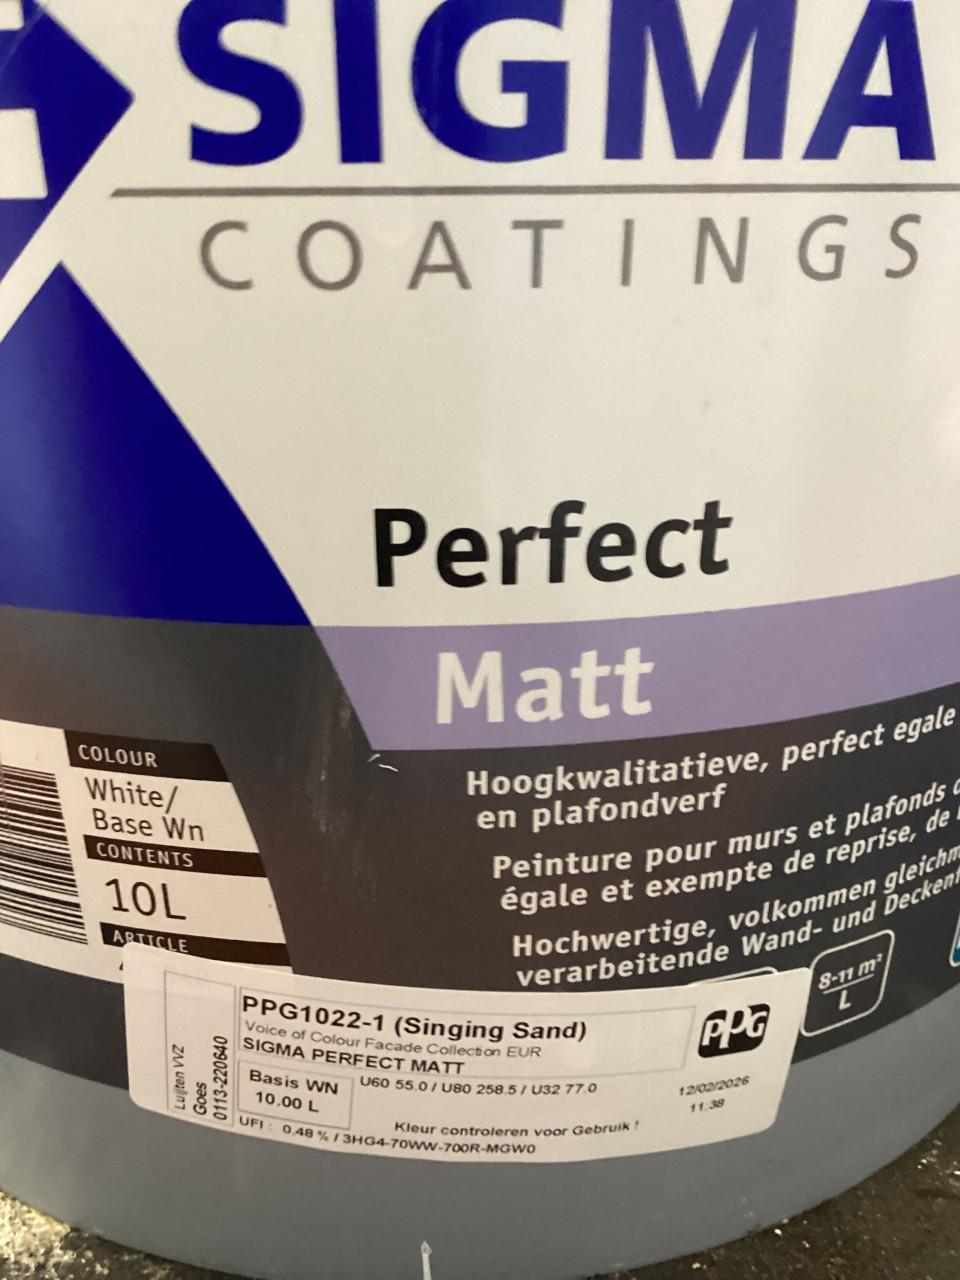 SIGMA
COATINGS
Perfect
Matt
Hoogkwalitatieve, perfect egale
en plafondverf
Peinture pour murs et plafonds
égale et exempte de reprise, de
Hochwertige, volkommen
verarbeitende Wand- und
8-11 m²
L
COLOUR
White/
Base Wn
CONTENTS
10L
ARTICLE
Luijten VVZ
Goes
0113-220640
PPG1022-1 (Singing Sand)
Voice of Colour Facade Collection EUR
SIGMA PERFECT MATT
Basis WN
10.00 L
U60 55.0 / U80 258.5 / U32 77.0
PPG
12/02/2026
11:38
Kleur controleren voor Gebruik !
UFI : 0.48 % / 3HG4-70WW-700R-MGW0